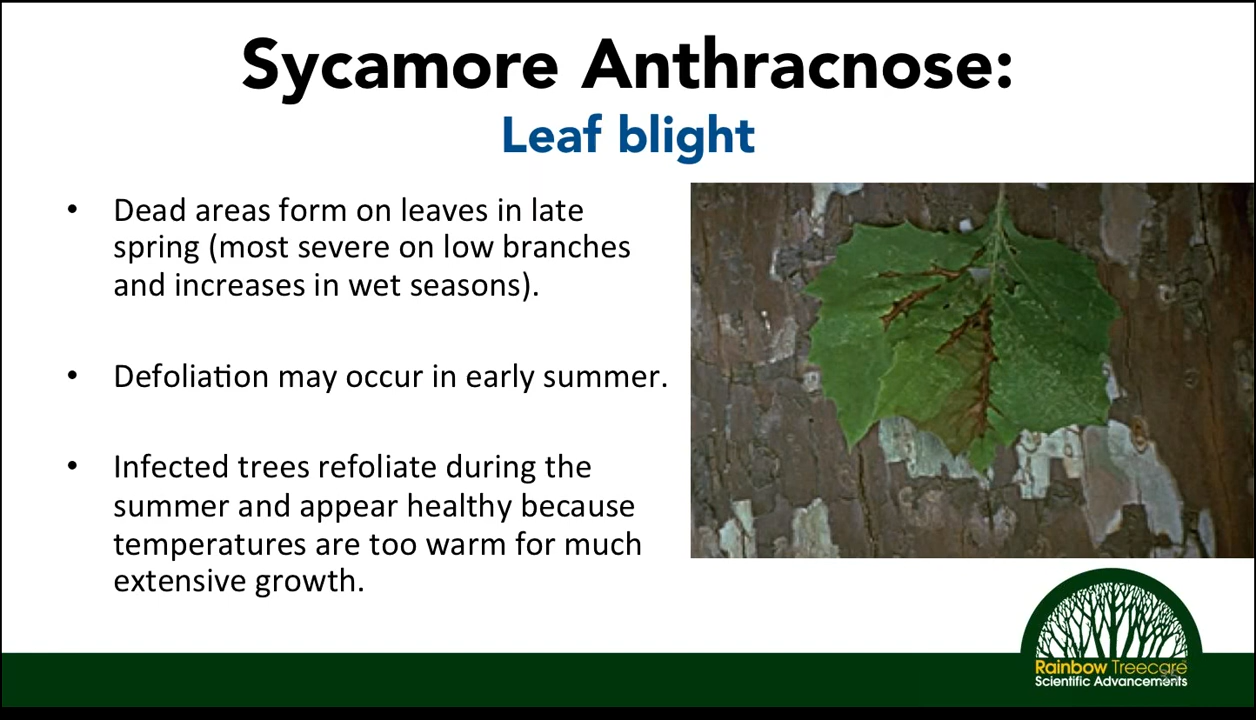 Sycamore Anthracnose:
Leaf blight
• Dead areas form on leaves in late
spring (most severe on low branches
and increases in wet seasons).
• Defoliation may occur in early summer.
• Infected trees refoliate during the
summer and appear healthy because
temperatures are too warm for much
extensive growth.
Rainbow Treecare
Scientific Advancements